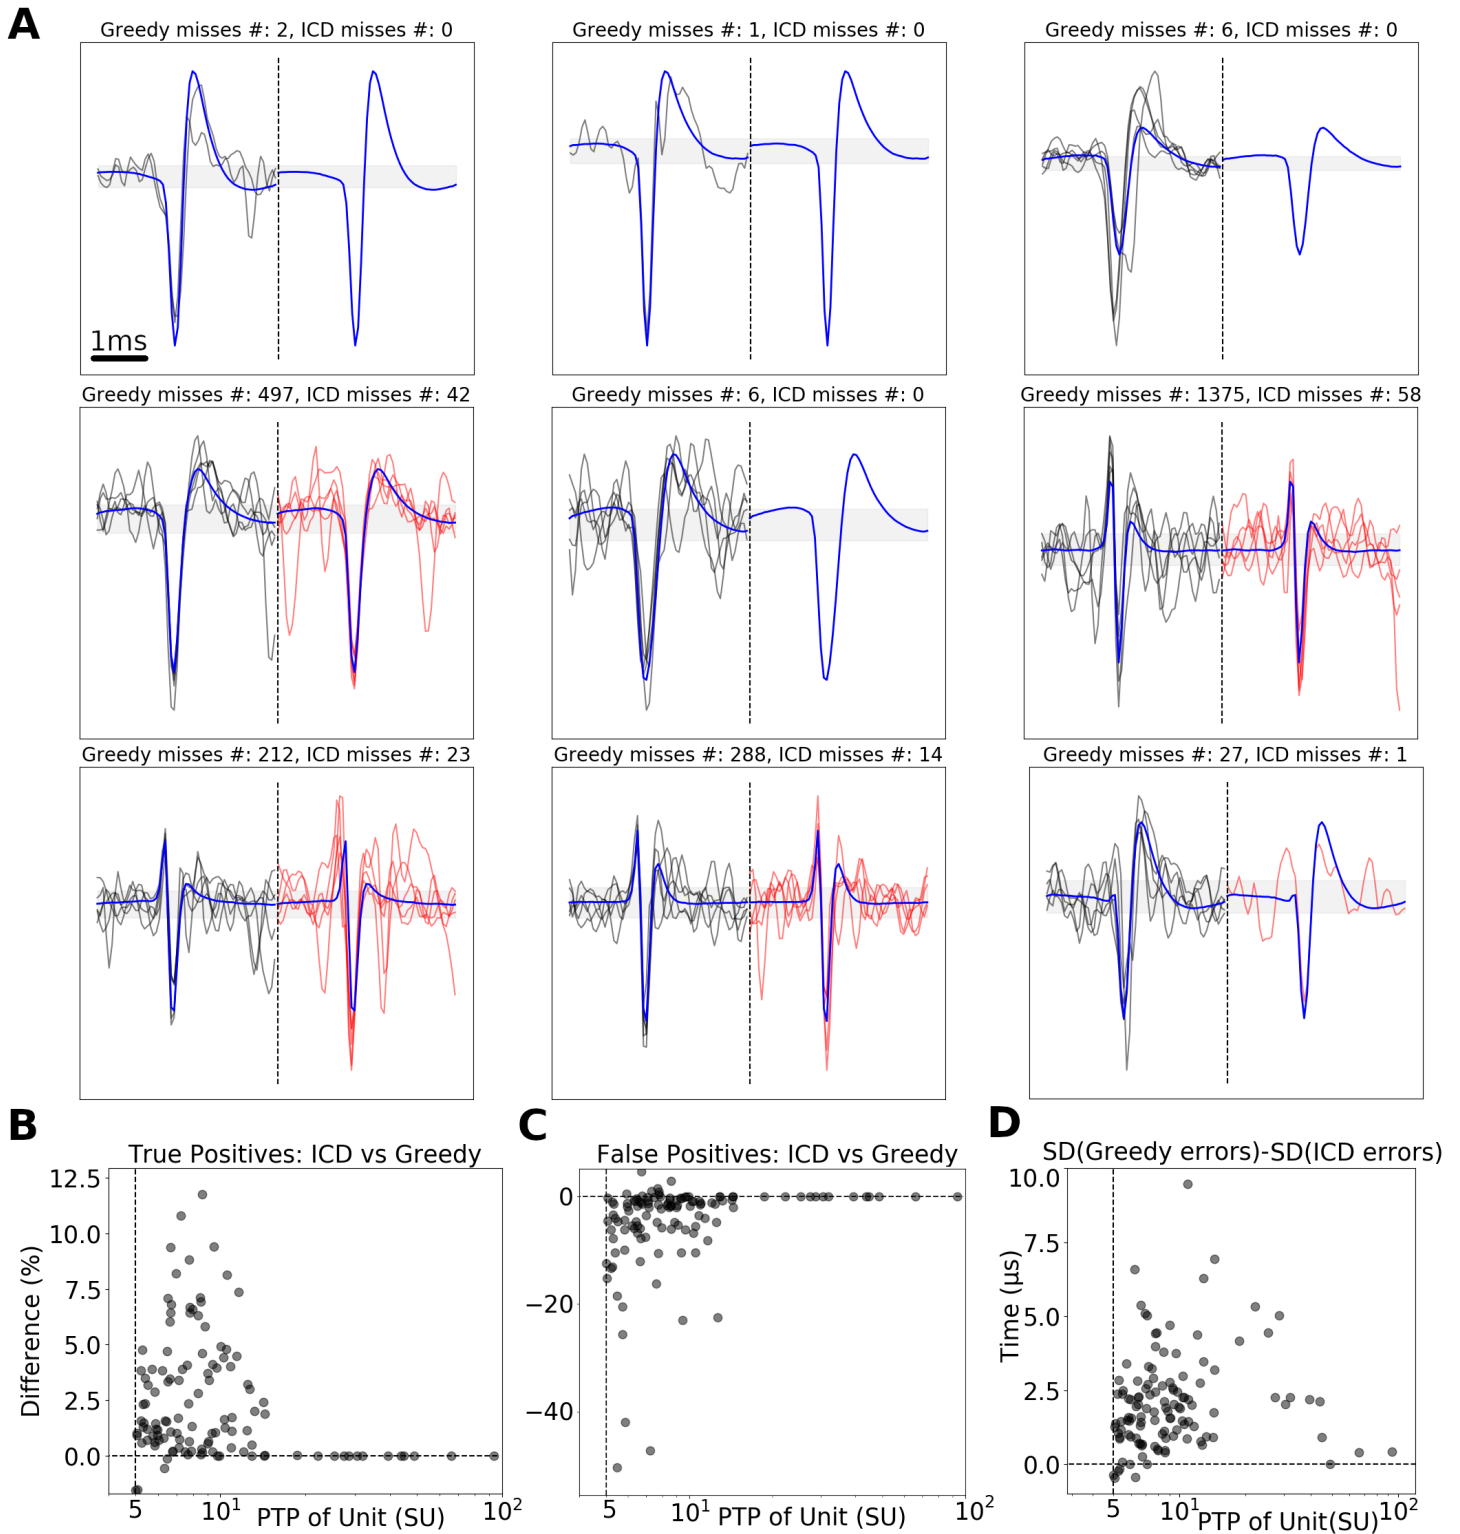 A
Greedy misses #: 2, ICD misses #: 0
Greedy misses #: 1, ICD misses #: 0
Greedy misses #: 6, ICD misses #: 0
1ms
Greedy misses #: 497, ICD misses #: 42
Greedy misses #: 6, ICD misses #: 0
Greedy misses #: 1375, ICD misses #: 58
Greedy misses #: 212, ICD misses #: 23
Greedy misses #: 288, ICD misses #: 14
Greedy misses #: 27, ICD misses #: 1
B
True Positives: ICD vs Greedy
Difference (%)
12.5
10.0
7.5
5.0
2.5
0.0
5
10¹
10²
PTP of Unit (SU)
C
False Positives: ICD vs Greedy
0
−20
−40
5
10¹
10²
PTP of Unit (SU)
D
SD(Greedy errors)-SD(ICD errors)
Time (μs)
10.0
7.5
5.0
2.5
0.0
5
10¹
10²
PTP of Unit(SU)